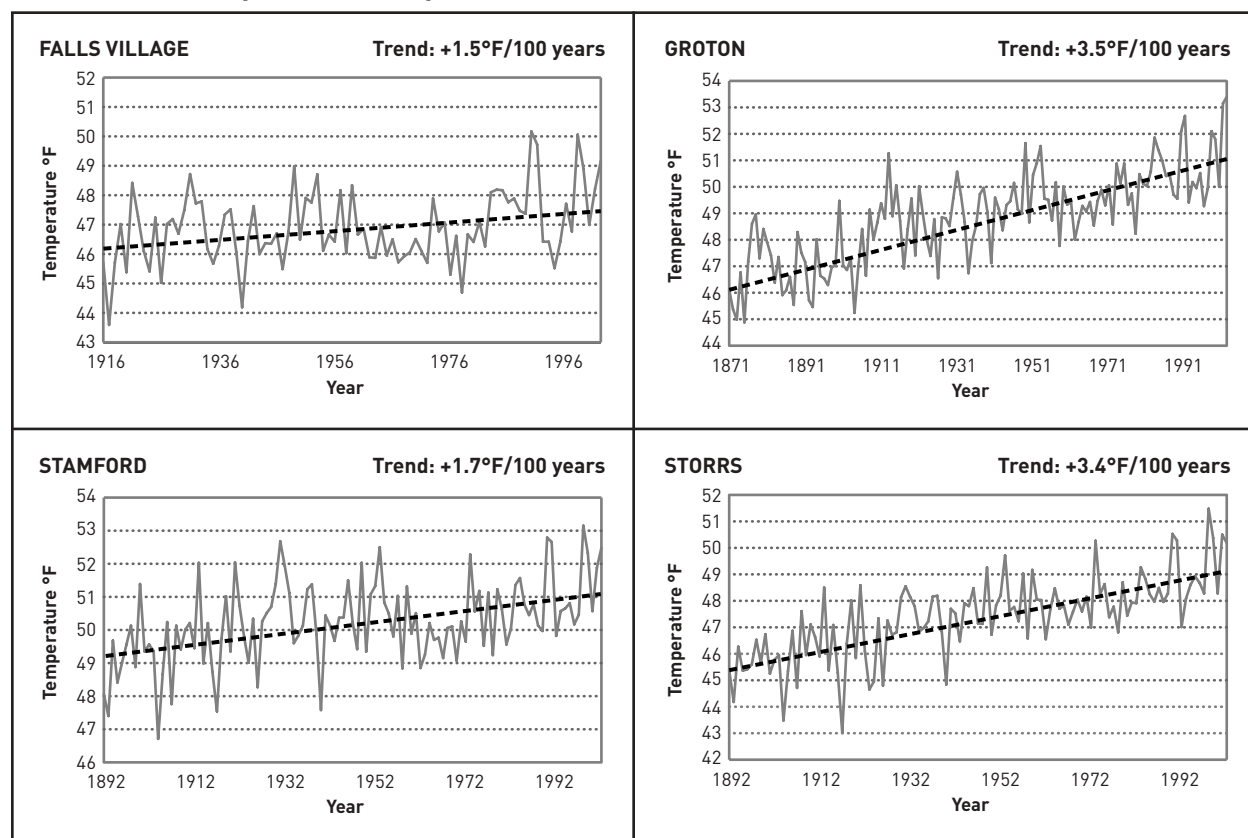 FALLS VILLAGE Trend: +1.5°F/100 years
Temperature °F
52
51
50
49
48
47
46
45
44
43
1916 1936 1956 1976 1996
Year
GROTON Trend: +3.5°F/100 years
Temperature °F
54
53
52
51
50
49
48
47
46
45
44
1871 1891 1911 1931 1951 1971 1991
Year
STAMFORD Trend: +1.7°F/100 years
Temperature °F
54
53
52
51
50
49
48
47
46
1892 1912 1932 1952 1972 1992
Year
STORRS Trend: +3.4°F/100 years
Temperature °F
52
51
50
49
48
47
46
45
44
43
42
1892 1912 1932 1952 1972 1992
Year